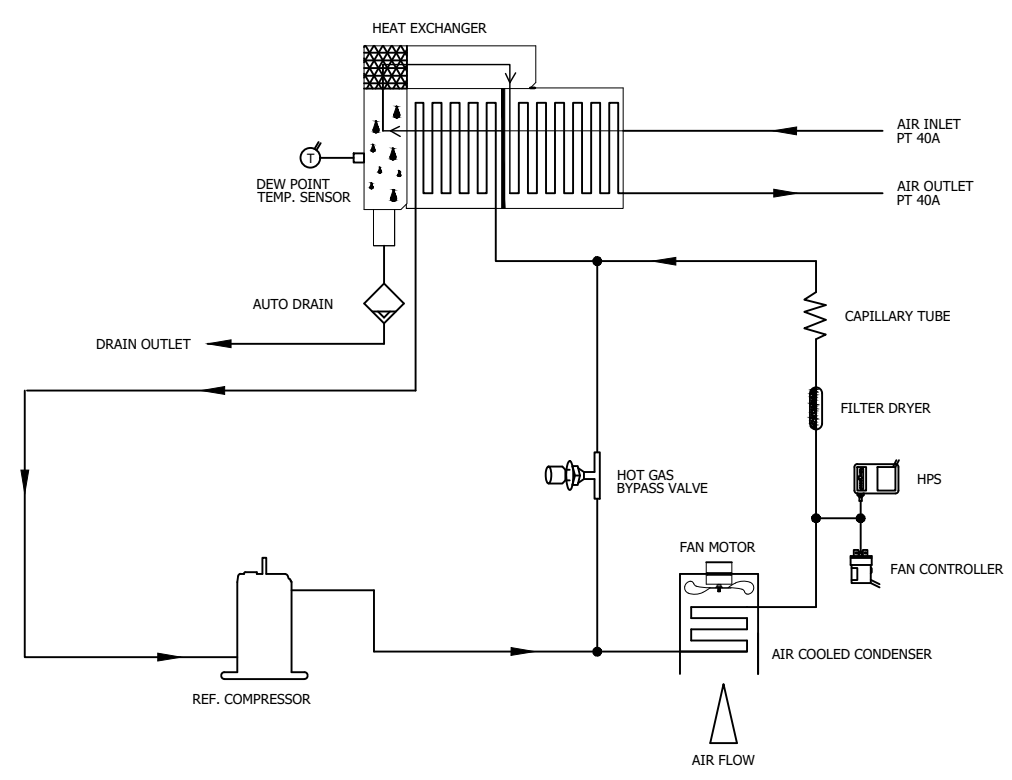 HEAT EXCHANGER
AIR INLET
PT 40A
T
DEW POINT
TEMP. SENSOR
AIR OUTLET
PT 40A
AUTO DRAIN
CAPILLARY TUBE
DRAIN OUTLET
FILTER DRYER
HOT GAS
BYPASS VALVE
HPS
FAN MOTOR
FAN CONTROLLER
AIR COOLED CONDENSER
REF. COMPRESSOR
AIR FLOW